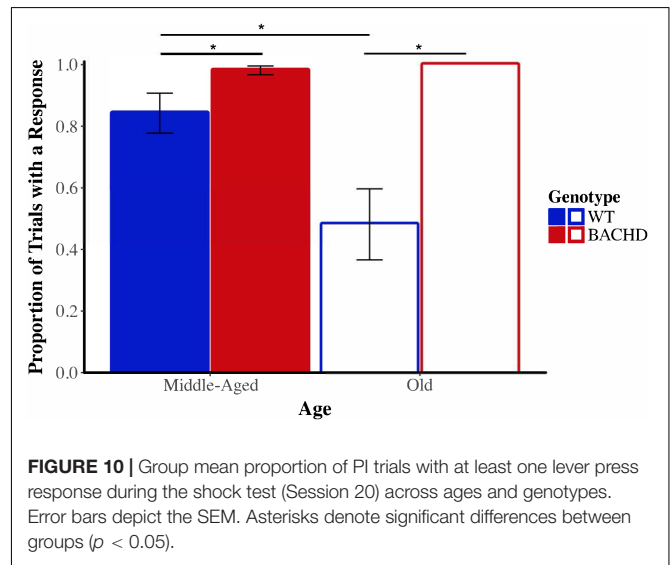 *
* *
Proportion of Trials with a Response
1.0
0.8
0.6
0.4
0.2
0.0
Middle-Aged Old
Age
Genotype
WT
BACHD
FIGURE 10 | Group mean proportion of PI trials with at least one lever press
response during the shock test (Session 20) across ages and genotypes.
Error bars depict the SEM. Asterisks denote significant differences between
groups (p < 0.05).